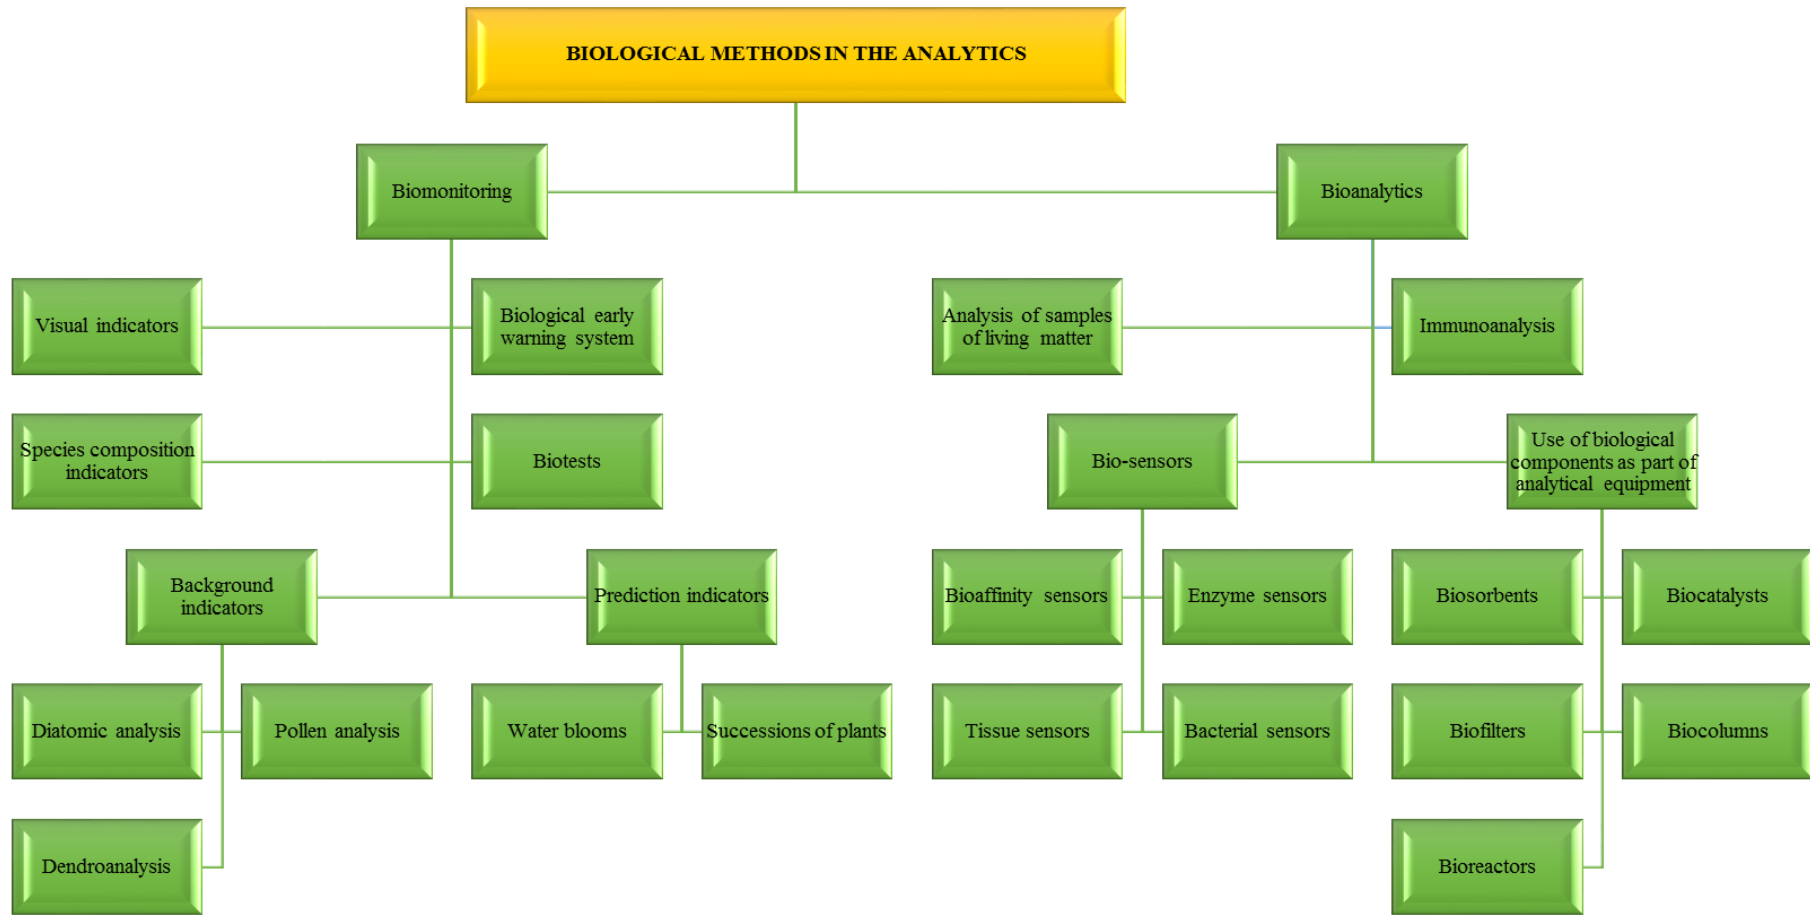 BIOLOGICAL METHODS IN THE ANALYTICS
Biomonitoring
Bioanalytics
Visual indicators
Biological early
warning system
Analysis of samples
of living matter
Immunoanalysis
Species composition
indicators
Biotests
Bio-sensors
Use of biological
components as part of
analytical equipment
Background
indicators
Prediction indicators
Bioaffinity sensors
Enzyme sensors
Biosorbents
Biocatalysts
Diatomic analysis
Pollen analysis
Water blooms
Successions of plants
Tissue sensors
Bacterial sensors
Biofilters
Biocolumns
Dendroanalysis
Bioreactors